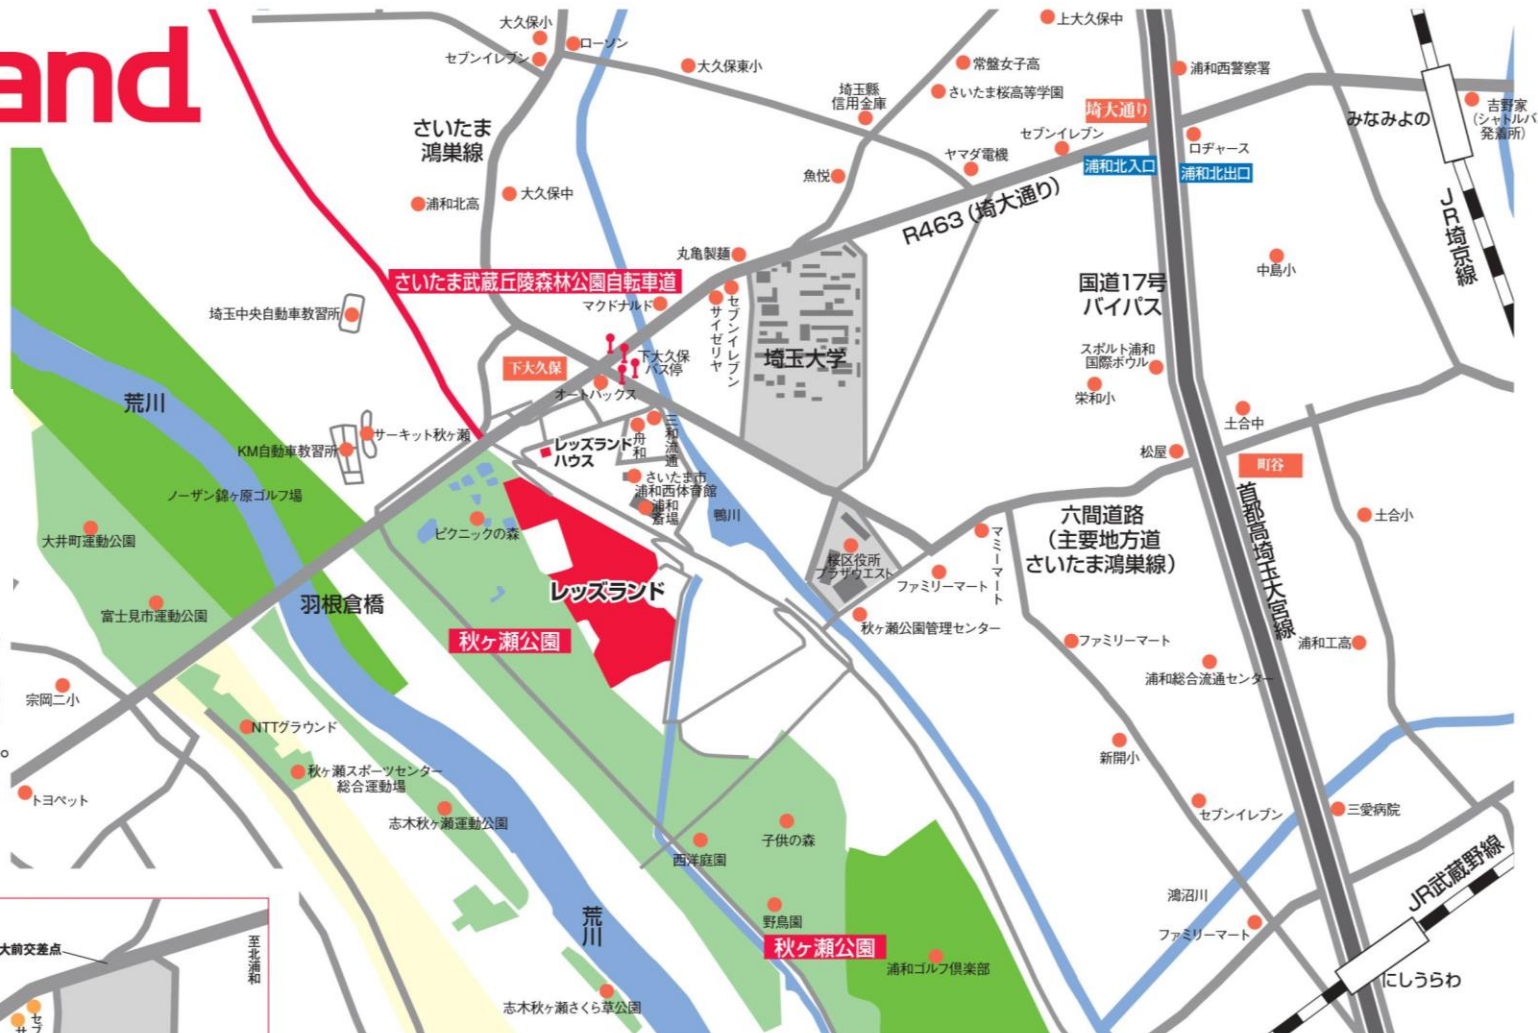 and
大久保小
ローソン
セブンイレブン
大久保東小
上大久保中
常盤女子高
さいたま桜高等学園
浦和西警察署
埼玉縣
信用金庫
埼大通り
セブンイレブン
ロヂャース
みなみよの
吉野家
(シャトルバ
発着所)
さいたま
鴻巣線
ヤマダ電機
浦和北入口
浦和北出口
魚悦
大久保中
浦和北高
R463(埼大通り)
JR埼京線
丸亀製麺
中島小
さいたま武蔵丘陵森林公園自転車道
国道17号
バイパス
マクドナルド
サイゼリヤ
セブンイレブン
埼玉中央自動車教習所
下大久保
バス停
埼玉大学
スポルト浦和
国際ボウル
下大久保
オートバックス
栄和小
荒川
土合中
サーキット秋ヶ瀬
KM自動車教習所
レッズランド
ハウス
舟和
三和流通
松屋
町谷
さいたま市
浦和西体育館
浦和
斎場
ノーザン錦ヶ原ゴルフ場
首都高埼玉大宮線
鴨川
土合小
大井町運動公園
ピクニックの森
六間道路
(主要地方道
さいたま鴻巣線)
マミーマート
桜区役所
プラザウエスト
ファミリーマート
レッズランド
羽根倉橋
富士見市運動公園
秋ヶ瀬公園
秋ヶ瀬公園管理センター
ファミリーマート
浦和工高
浦和総合流通センター
宗岡二小
NTTグラウンド
。
新開小
秋ヶ瀬スポーツセンター
総合運動場
トヨペット
志木秋ヶ瀬運動公園
セブンイレブン
三愛病院
子供の森
西洋庭園
JR武蔵野線
鴻沼川
荒川
野鳥園
ファミリーマート
秋ヶ瀬公園
大前交差点
至北浦和
浦和ゴルフ倶楽部
にしうらわ
志木秋ヶ瀬さくら草公園
セブ
サ